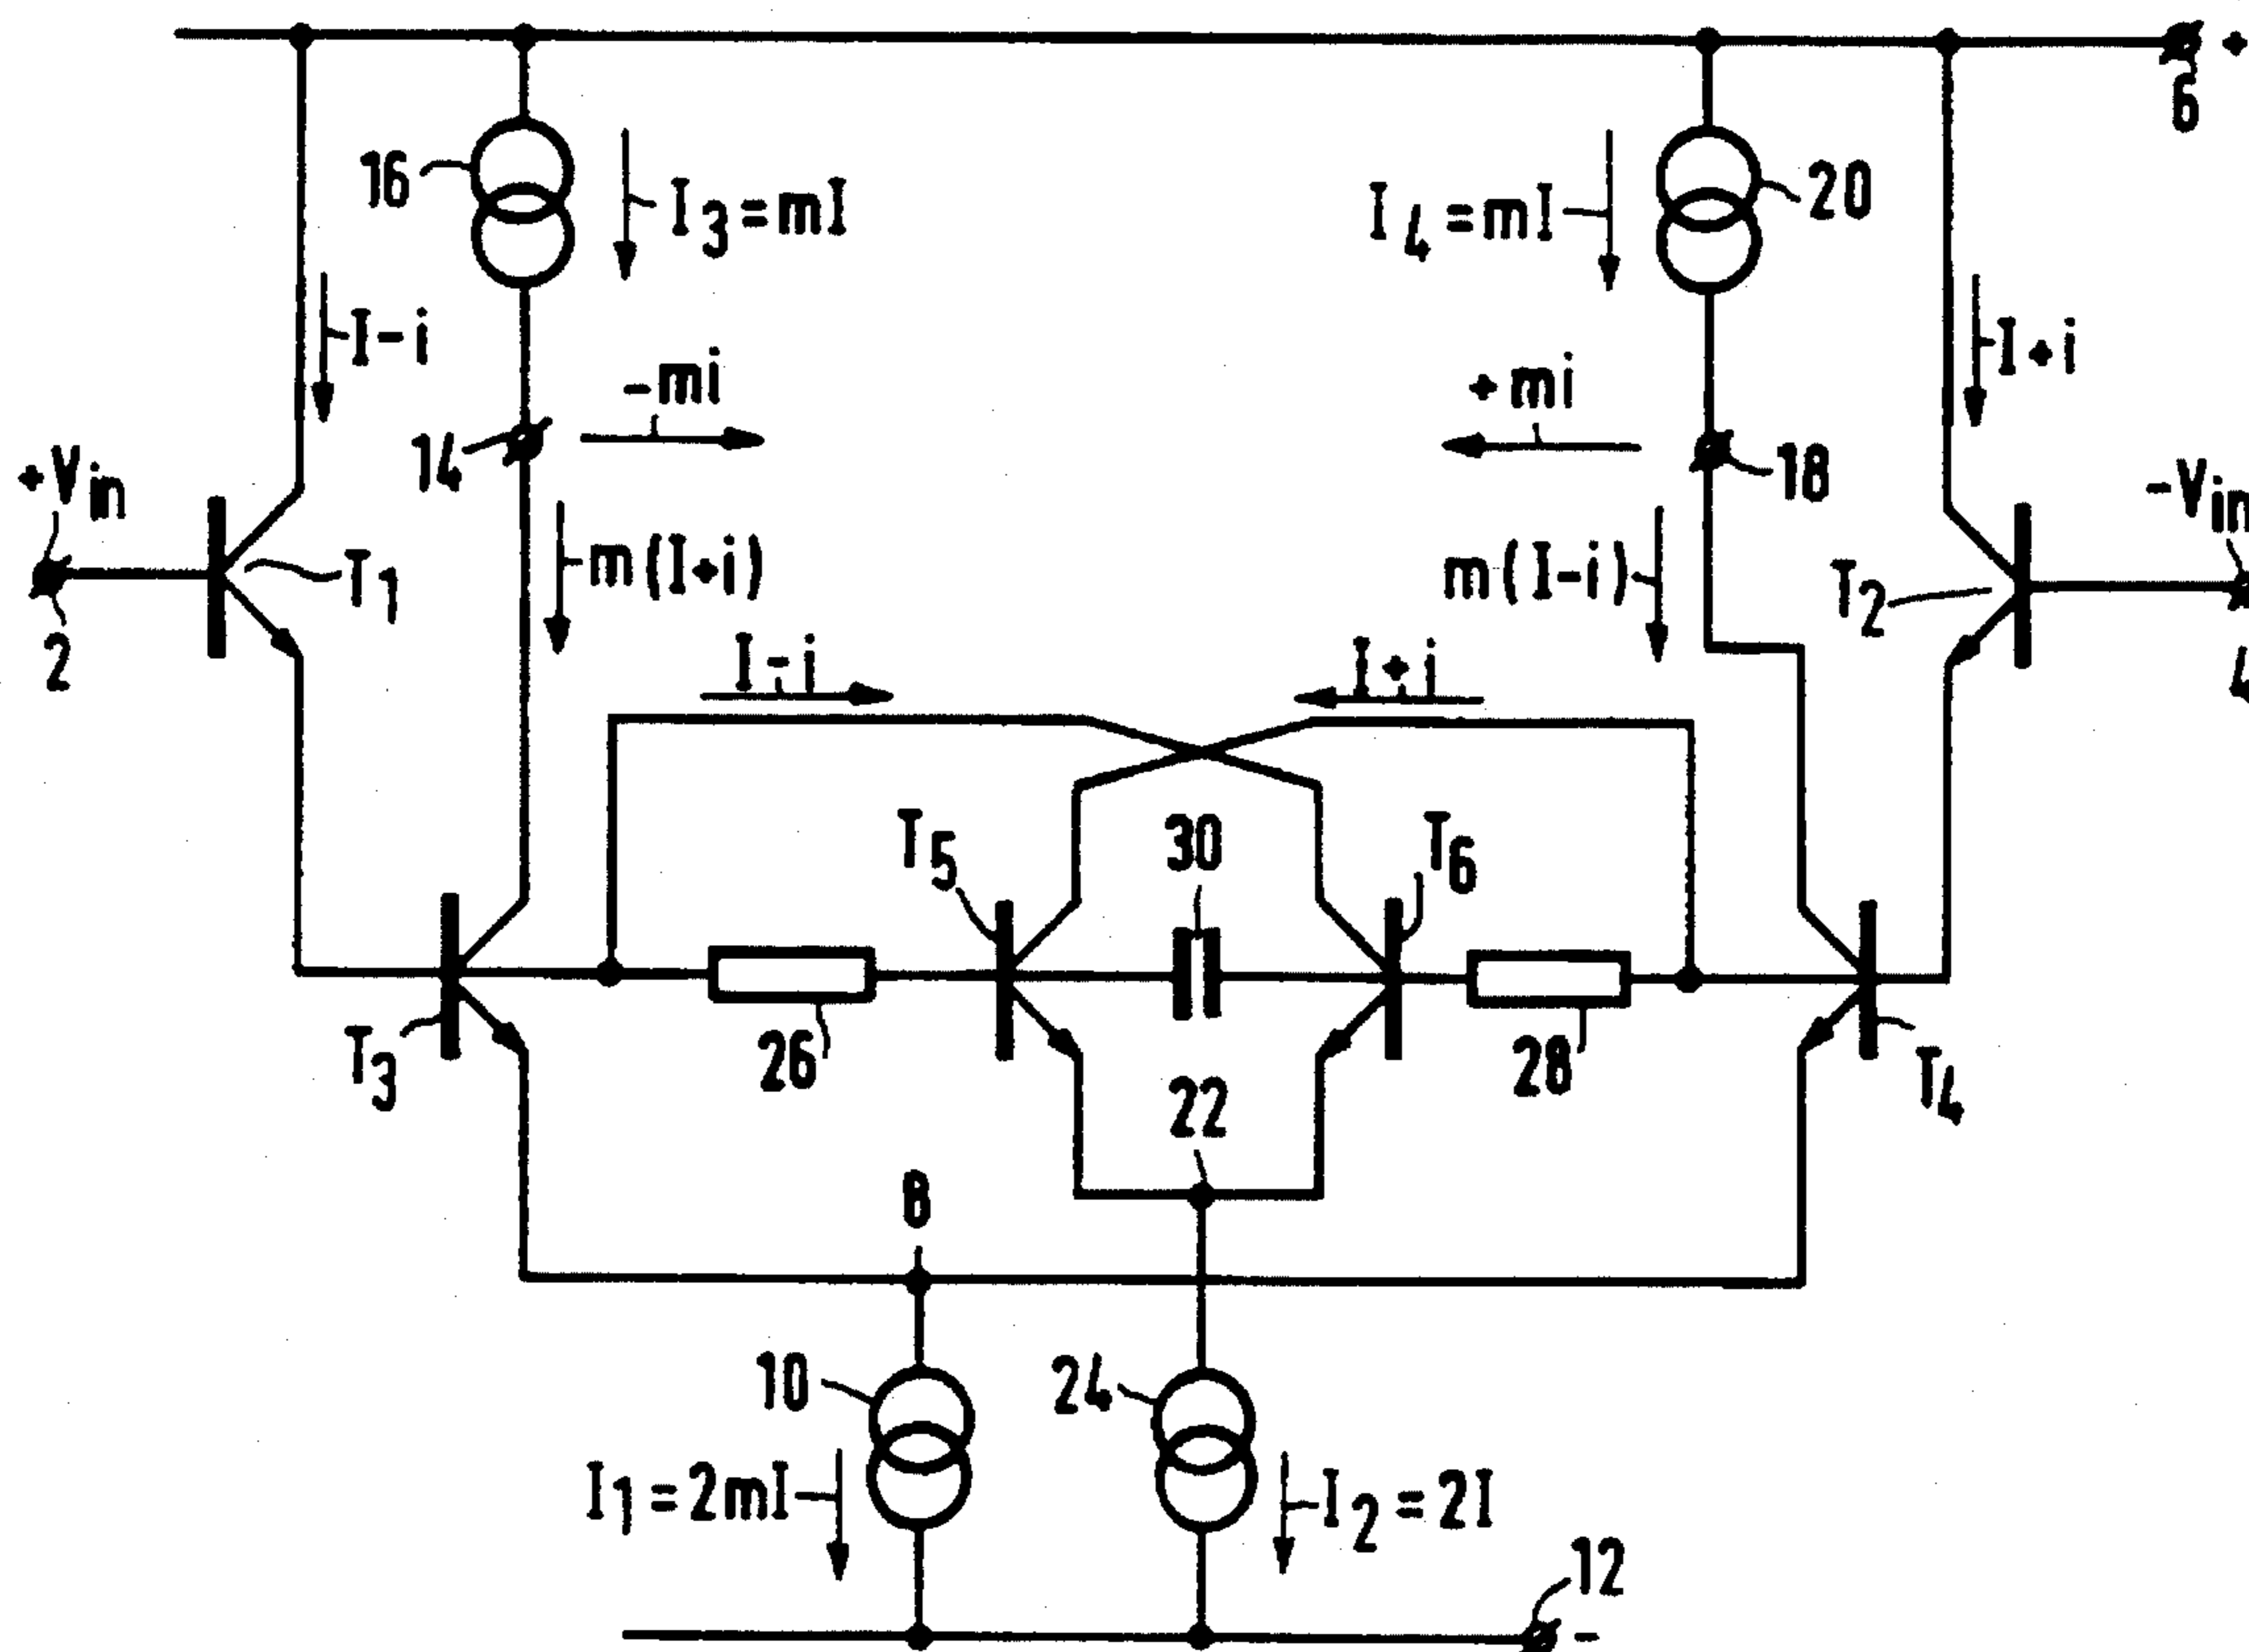 +
6
16
I3=mI
I4=mI
20
I-i
I+i
-mi
+mi
14
18
+Vin
-Vin
T1
m(I+i)
m(I-i)
T2
2
I-i
I+i
T5
30
T6
T3
26
22
28
T4
8
10
24
I1=2mI
I2=2I
12
-